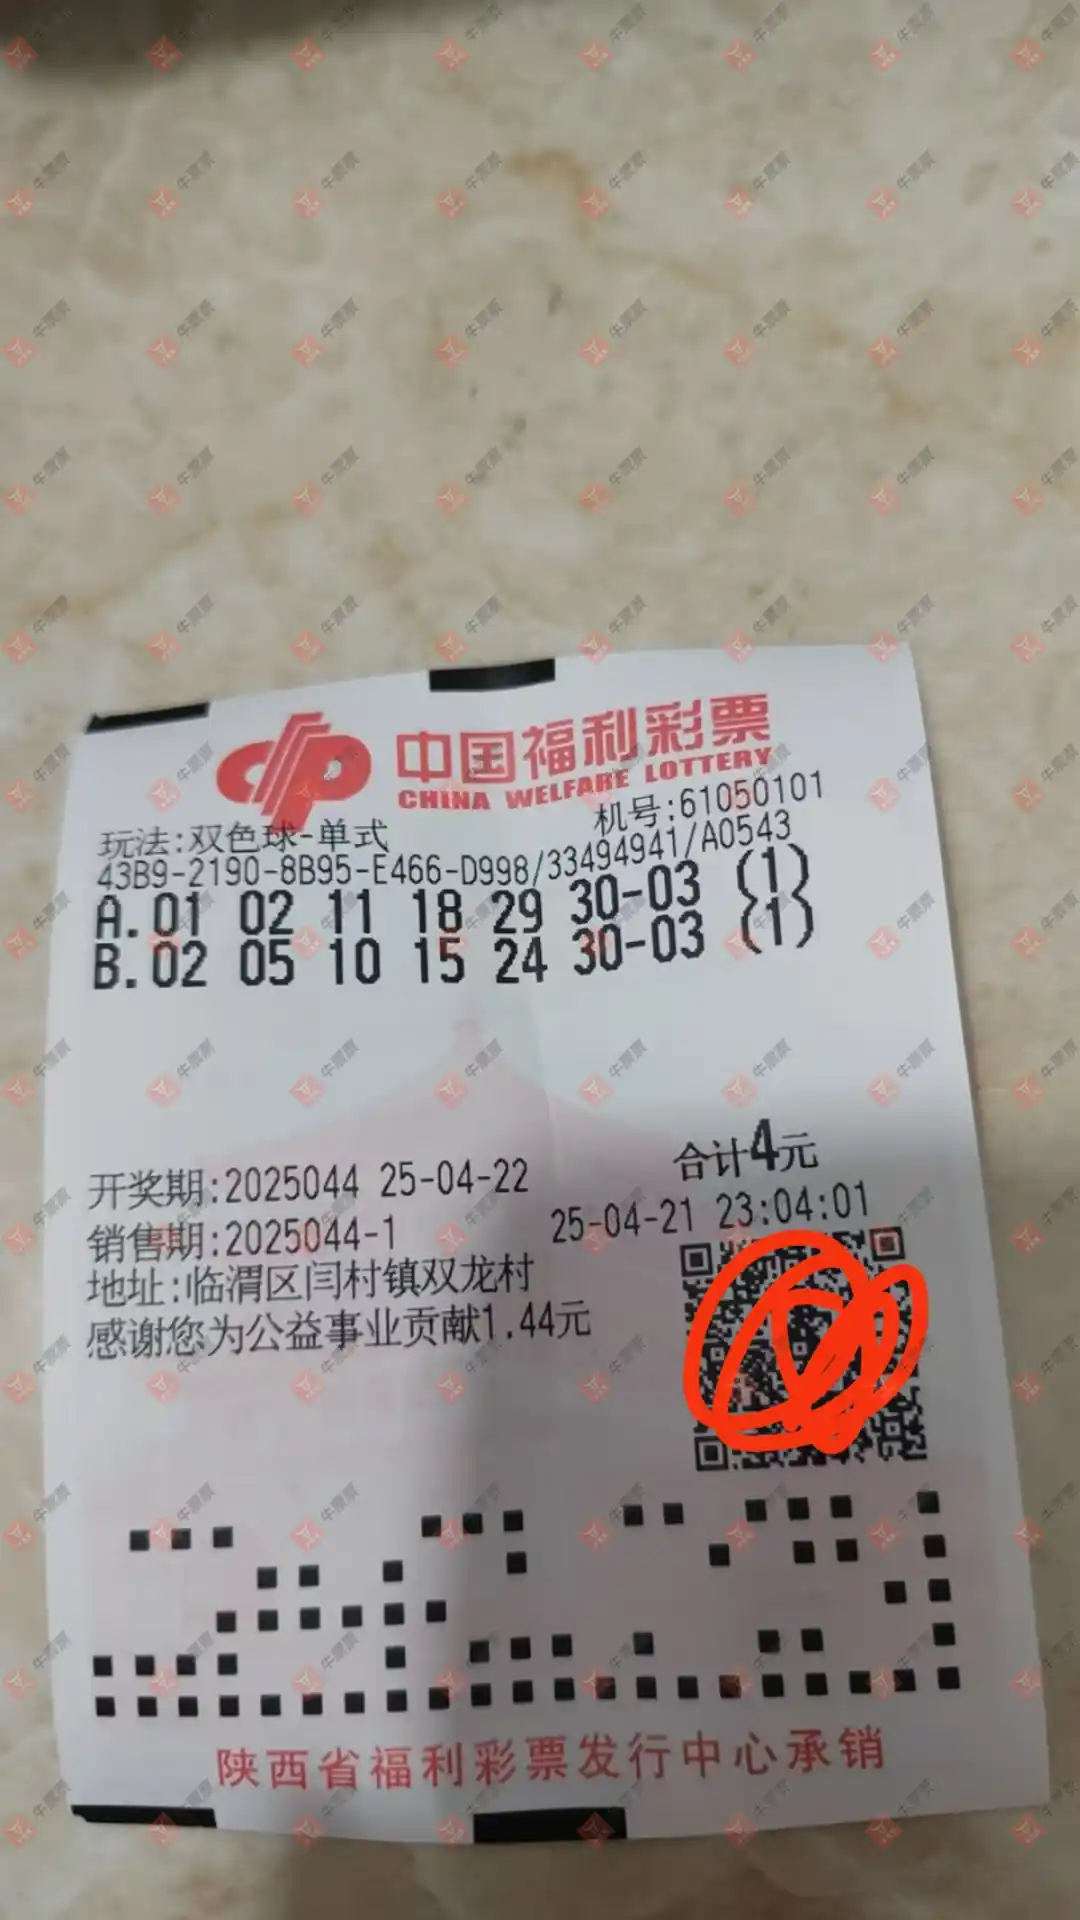 中国福利彩票
CHINA WELFARE LOTTERY
玩法:双色球-单式 机号:61050101
43B9-2190-8B95-E466-D998/33494941/A0543
A.01 02 11 18 29 30-03 (1)
B.02 05 10 15 24 30-03 (1)
合计4元
开奖期:2025044 25-04-22
销售期:2025044-1 25-04-21 23:04:01
地址:临渭区闫村镇双龙村
感谢您为公益事业贡献1.44元
陕西省福利彩票发行中心承销
牛票票